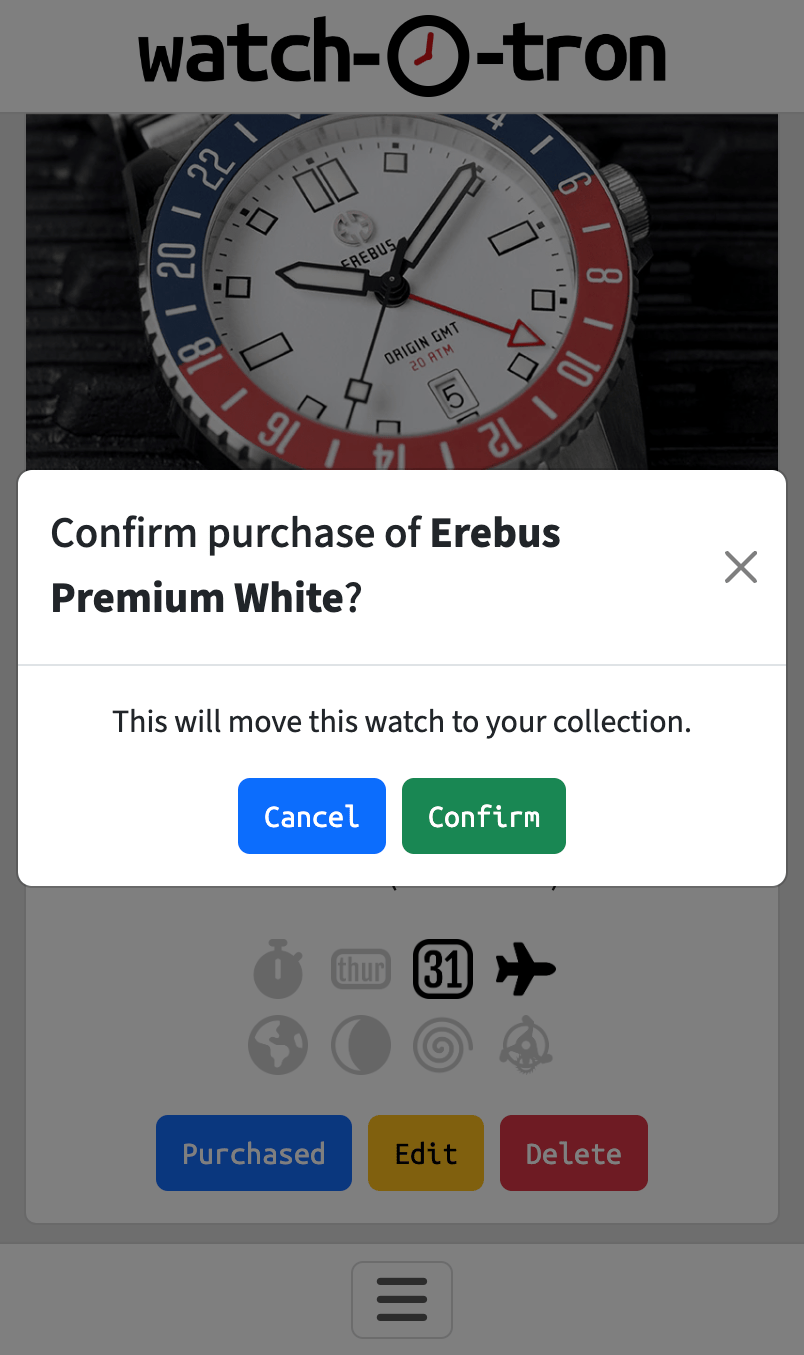 watch-O-tron
22 4
20 6
18 8
16 10
14 12
EREBUS
ORIGIN GMT
20 ATM
5
Confirm purchase of Erebus
Premium White?
This will move this watch to your collection.
Cancel Confirm
thur 31
Purchased Edit Delete